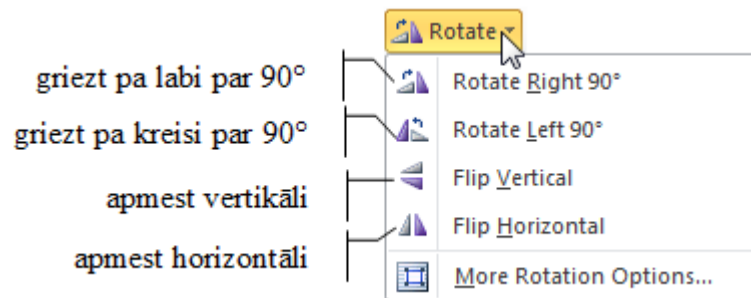 Rotate
griezt pa labi par 90°
Rotate Right 90°
griezt pa kreisi par 90°
Rotate Left 90°
apmest vertikāli
Flip Vertical
apmest horizontāli
Flip Horizontal
More Rotation Options...